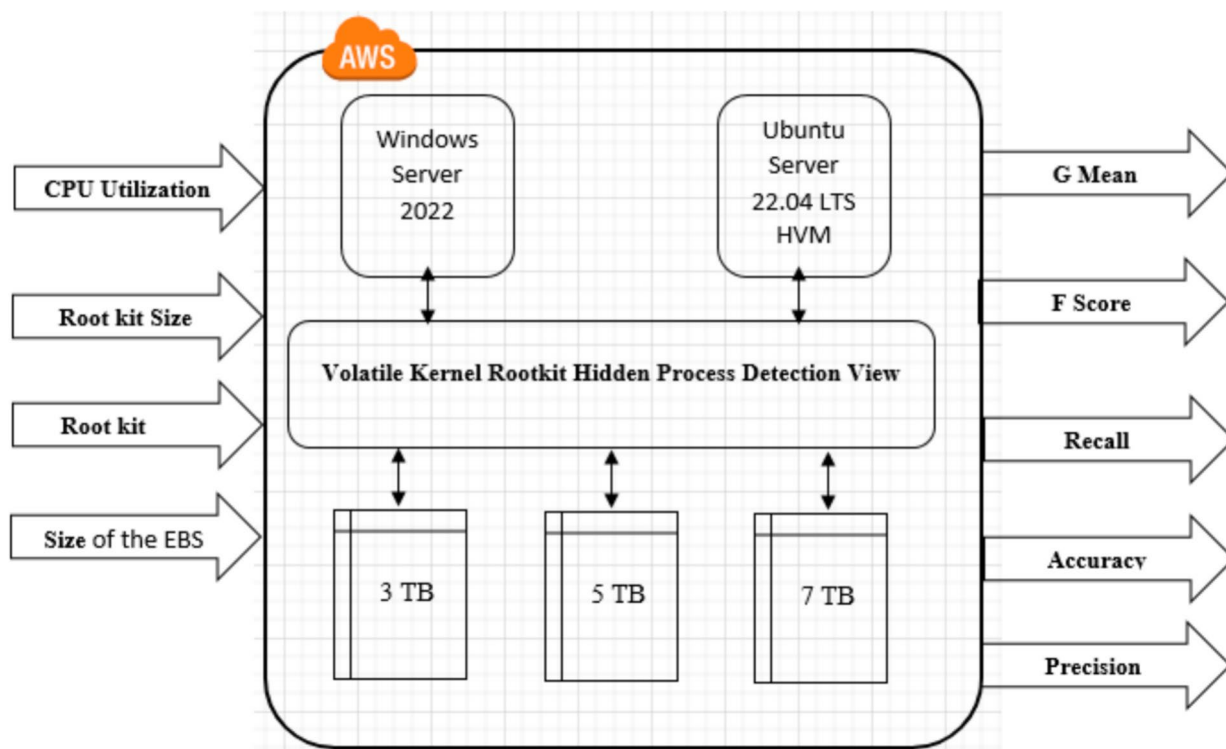 AWS
Windows
Server
2022
Ubuntu
Server
22.04 LTS
HVM
CPU Utilization
Root kit Size
Root kit
Size of the EBS
Volatile Kernel Rootkit Hidden Process Detection View
3 TB
5 TB
7 TB
G Mean
F Score
Recall
Accuracy
Precision